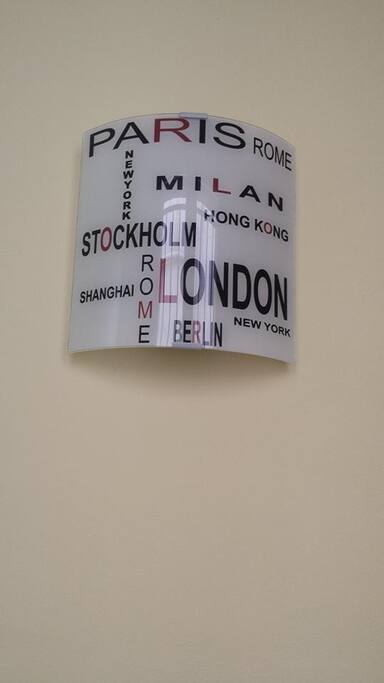 PARIS
ROME
NEWYORK
MILAN
HONG KONG
STOCKHOLM
ROME
LONDON
SHANGHAI
NEW YORK
BERLIN